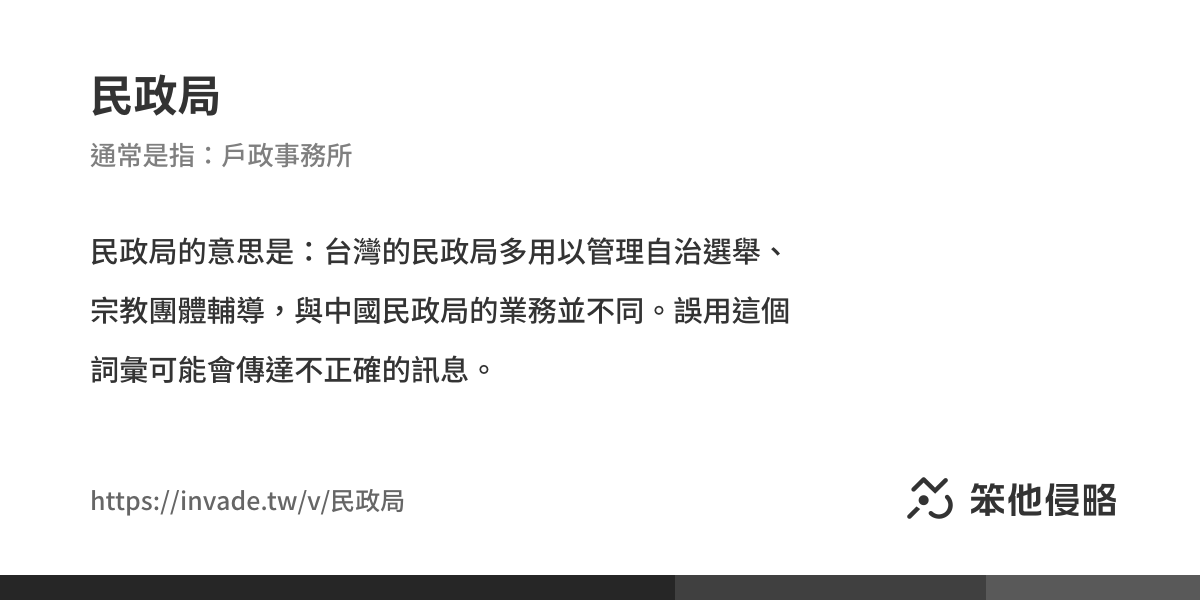 民政局
通常是指：戶政事務所
民政局的意思是：台灣的民政局多用以管理自治選舉、
宗教團體輔導，與中國民政局的業務並不同。誤用這個
詞彙可能會傳達不正確的訊息。
https://invade.tw/v/民政局
笨他侵略